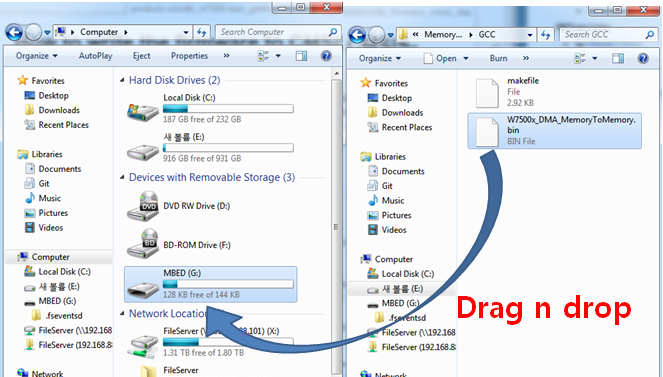 Computer
Search Computer
Organize
AutoPlay
Eject
Properties
»
Favorites
Desktop
Downloads
Recent Places
Libraries
Documents
Git
Music
Pictures
Videos
Computer
Local Disk (C:)
새 볼륨 (E:)
MBED (G:)
.fseventsd
FileServer (\\192.168
FileServer (192.168.88
Network
Hard Disk Drives (2)
Local Disk (C:)
187 GB free of 232 GB
새 볼륨 (E:)
916 GB free of 931 GB
Devices with Removable Storage (3)
DVD RW Drive (D:)
BD-ROM Drive (F:)
MBED (G:)
128 KB free of 144 KB
Network Location
FileServer (\\192. .101) (X:)
1.31 TB free of 1.80 TB
FileServer
« Memory... GCC
Search GCC
Organize
Open
Burn
»
Favorites
Desktop
Downloads
Recent Places
Libraries
Documents
Git
Music
Pictures
Videos
Computer
Local Disk (C:)
새 볼륨 (E:)
MBED (G:)
.fseventsd
FileServer (\\192.168
FileServer (192.168.88
Network
makefile
File
2.92 KB
W7500x_DMA_MemoryToMemory.
bin
BIN File
Drag n drop